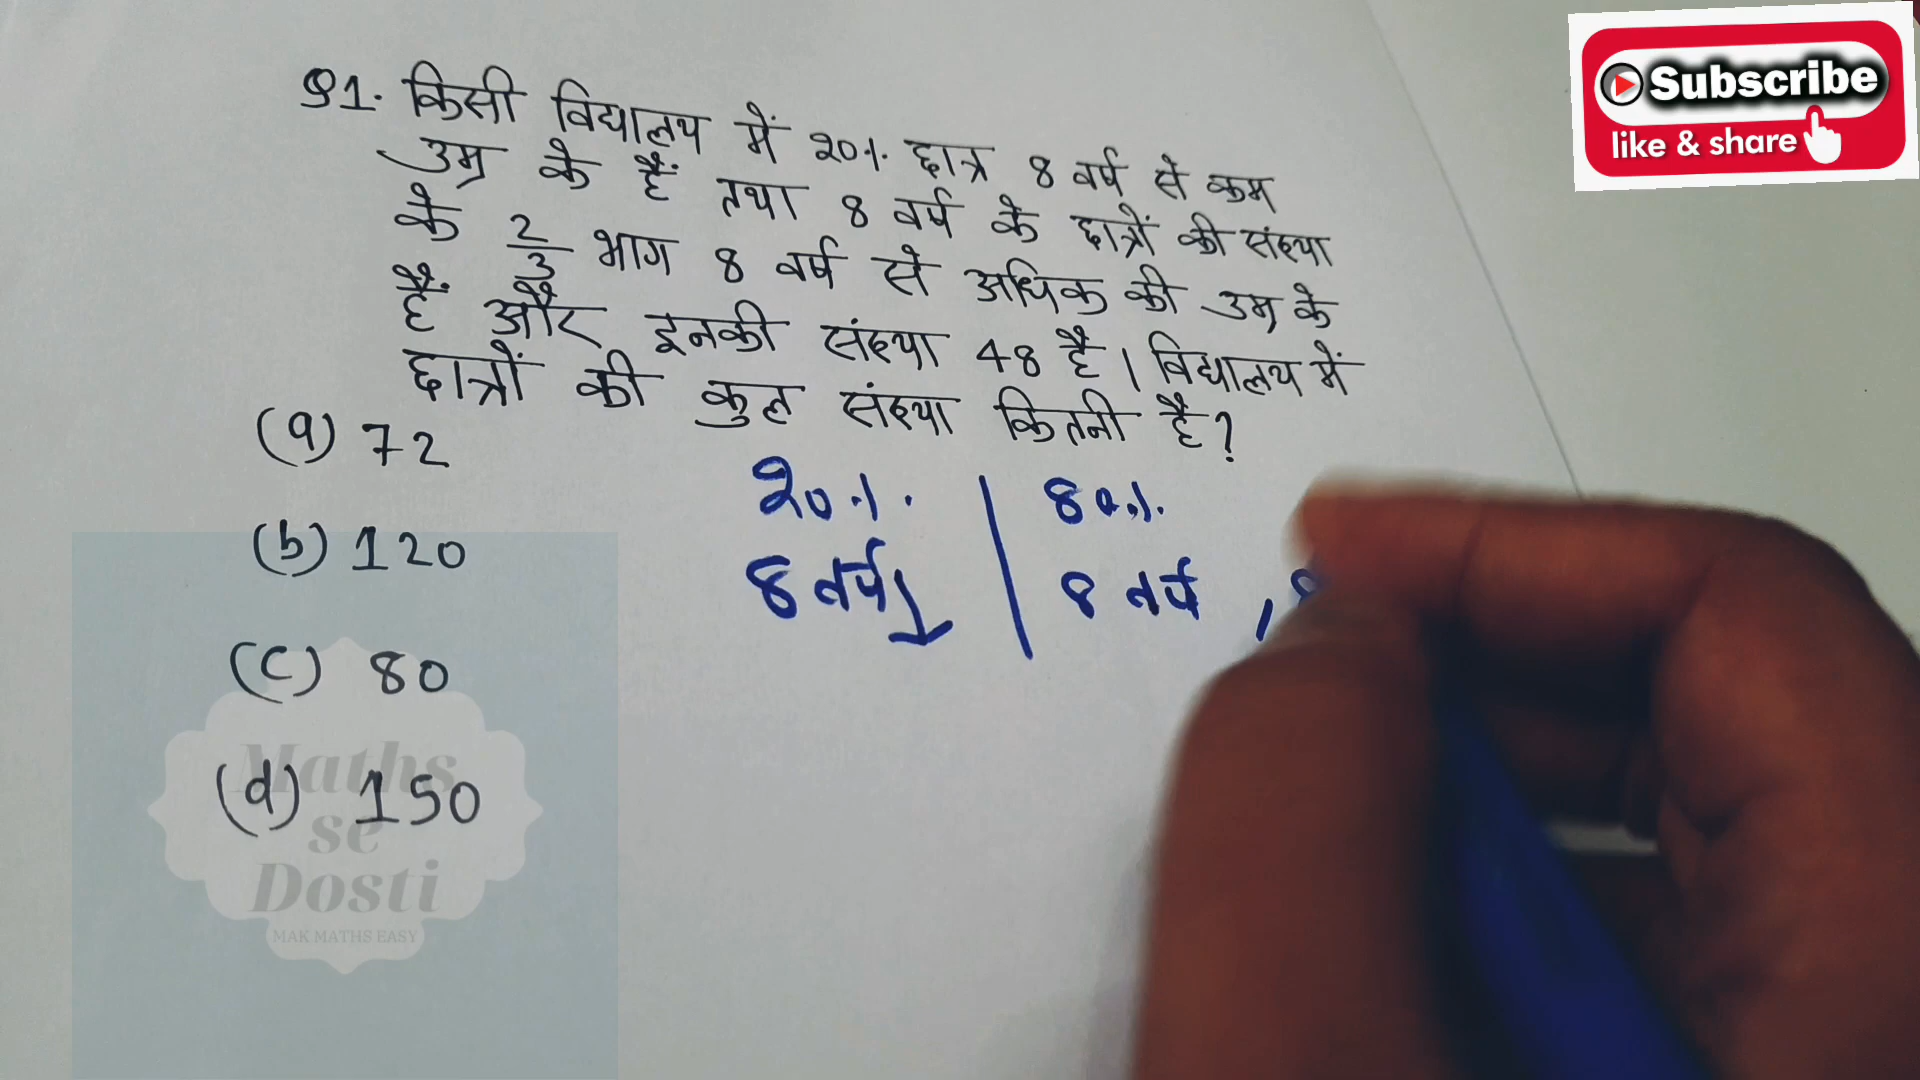 Q1. किसी विद्यालय में 20% छात्र 8 वर्ष से कम
उम्र के हैं तथा 8 वर्ष के छात्रों की संख्या
के 2/3 भाग 8 वर्ष से अधिक की उम्र के
हैं और इनकी संख्या 48 है। विद्यालय में
छात्रों की कुल संख्या कितनी है?
(a) 72
(b) 120
(c) 80
(d) 150
20% | 80%
8 वर्ष↓ | 8 वर्ष ,
Subscribe
like & share
Maths
se
Dosti
MAK MATHS EASY